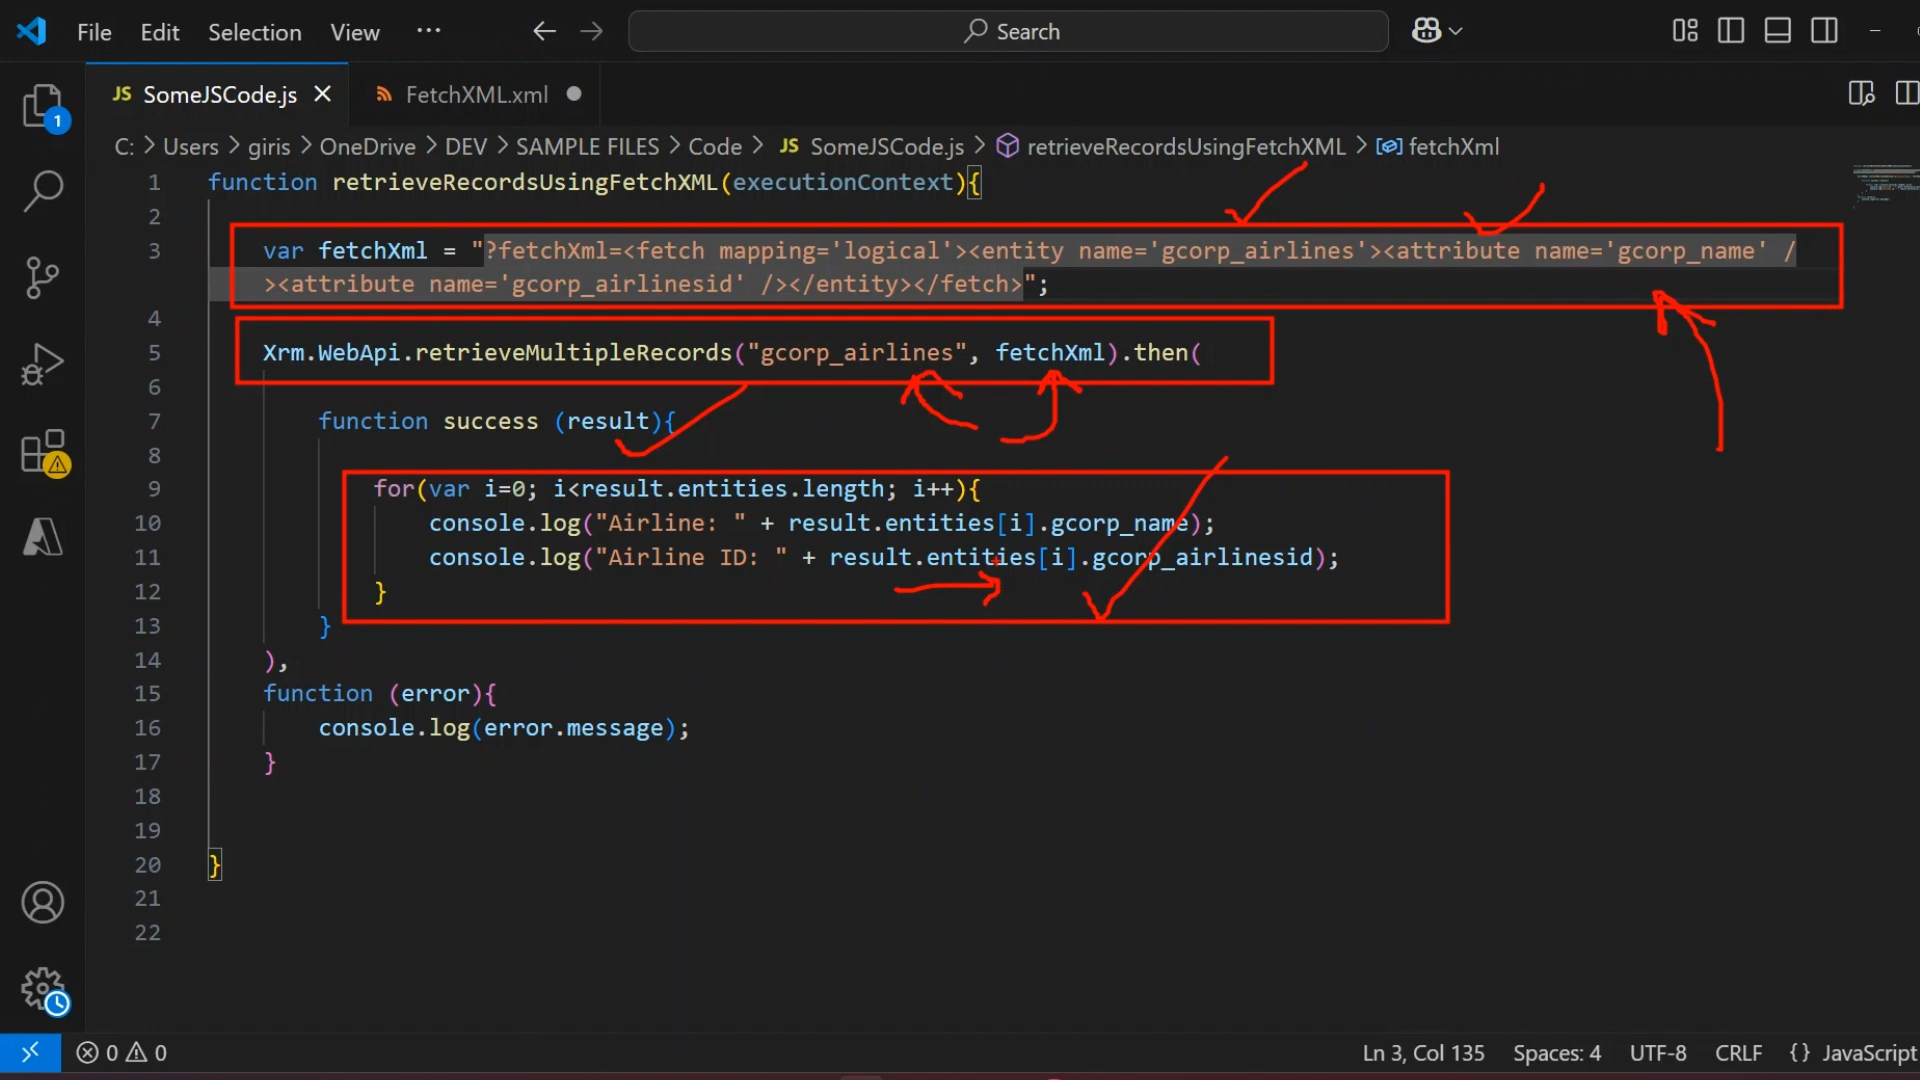 File Edit Selection View ··· Search
JS SomeJSCode.js FetchXML.xml
C: > Users > giris > OneDrive > DEV > SAMPLE FILES > Code > JS SomeJSCode.js > retrieveRecordsUsingFetchXML > fetchXml
1 function retrieveRecordsUsingFetchXML(executionContext){
2
3 var fetchXml = "?fetchXml=<fetch mapping='logical'><entity name='gcorp_airlines'><attribute name='gcorp_name' /
><attribute name='gcorp_airlinesid' /></entity></fetch>";
4
5 Xrm.WebApi.retrieveMultipleRecords("gcorp_airlines", fetchXml).then(
6
7 function success (result){
8
9 for(var i=0; i<result.entities.length; i++){
10 console.log("Airline: " + result.entities[i].gcorp_name);
11 console.log("Airline ID: " + result.entities[i].gcorp_airlinesid);
12 }
13 }
14 ),
15 function (error){
16 console.log(error.message);
17 }
18
19
20 }
21
22
1
0 0 Ln 3, Col 135 Spaces: 4 UTF-8 CRLF {} JavaScript